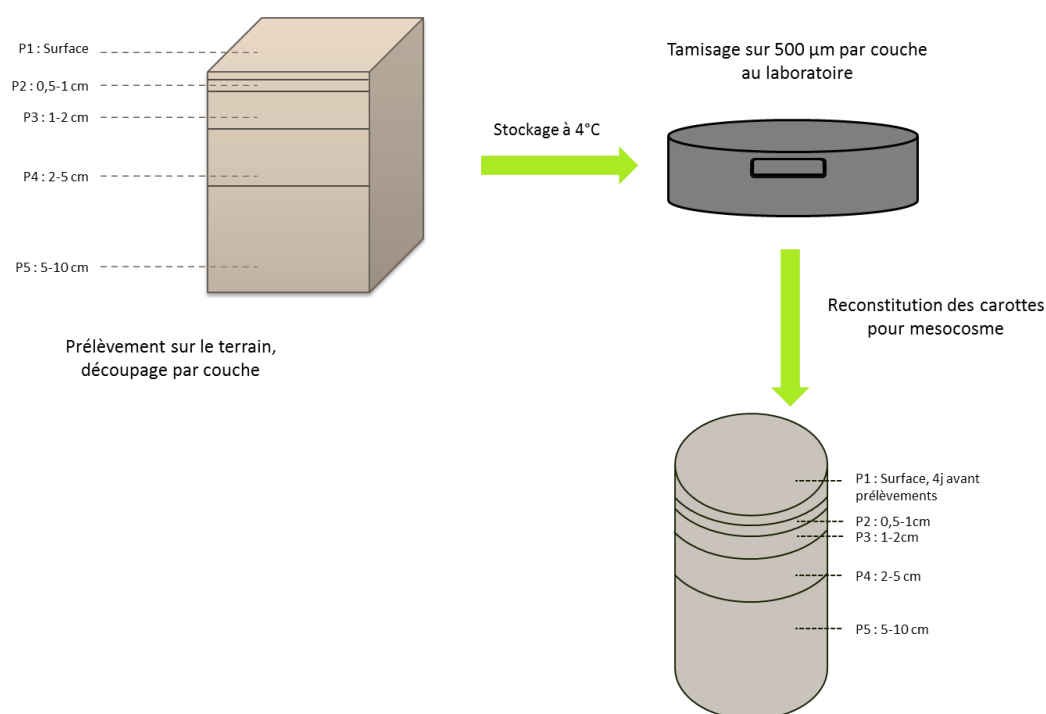 P1 : Surface
P2 : 0,5-1 cm
P3 : 1-2 cm
P4 : 2-5 cm
P5 : 5-10 cm
Prélèvement sur le terrain,
découpage par couche
Stockage à 4°C
Tamisage sur 500 µm par couche
au laboratoire
Reconstitution des carottes
pour mesocosme
P1 : Surface, 4j avant
prélèvements
P2 : 0,5-1cm
P3 : 1-2cm
P4 : 2-5 cm
P5 : 5-10 cm